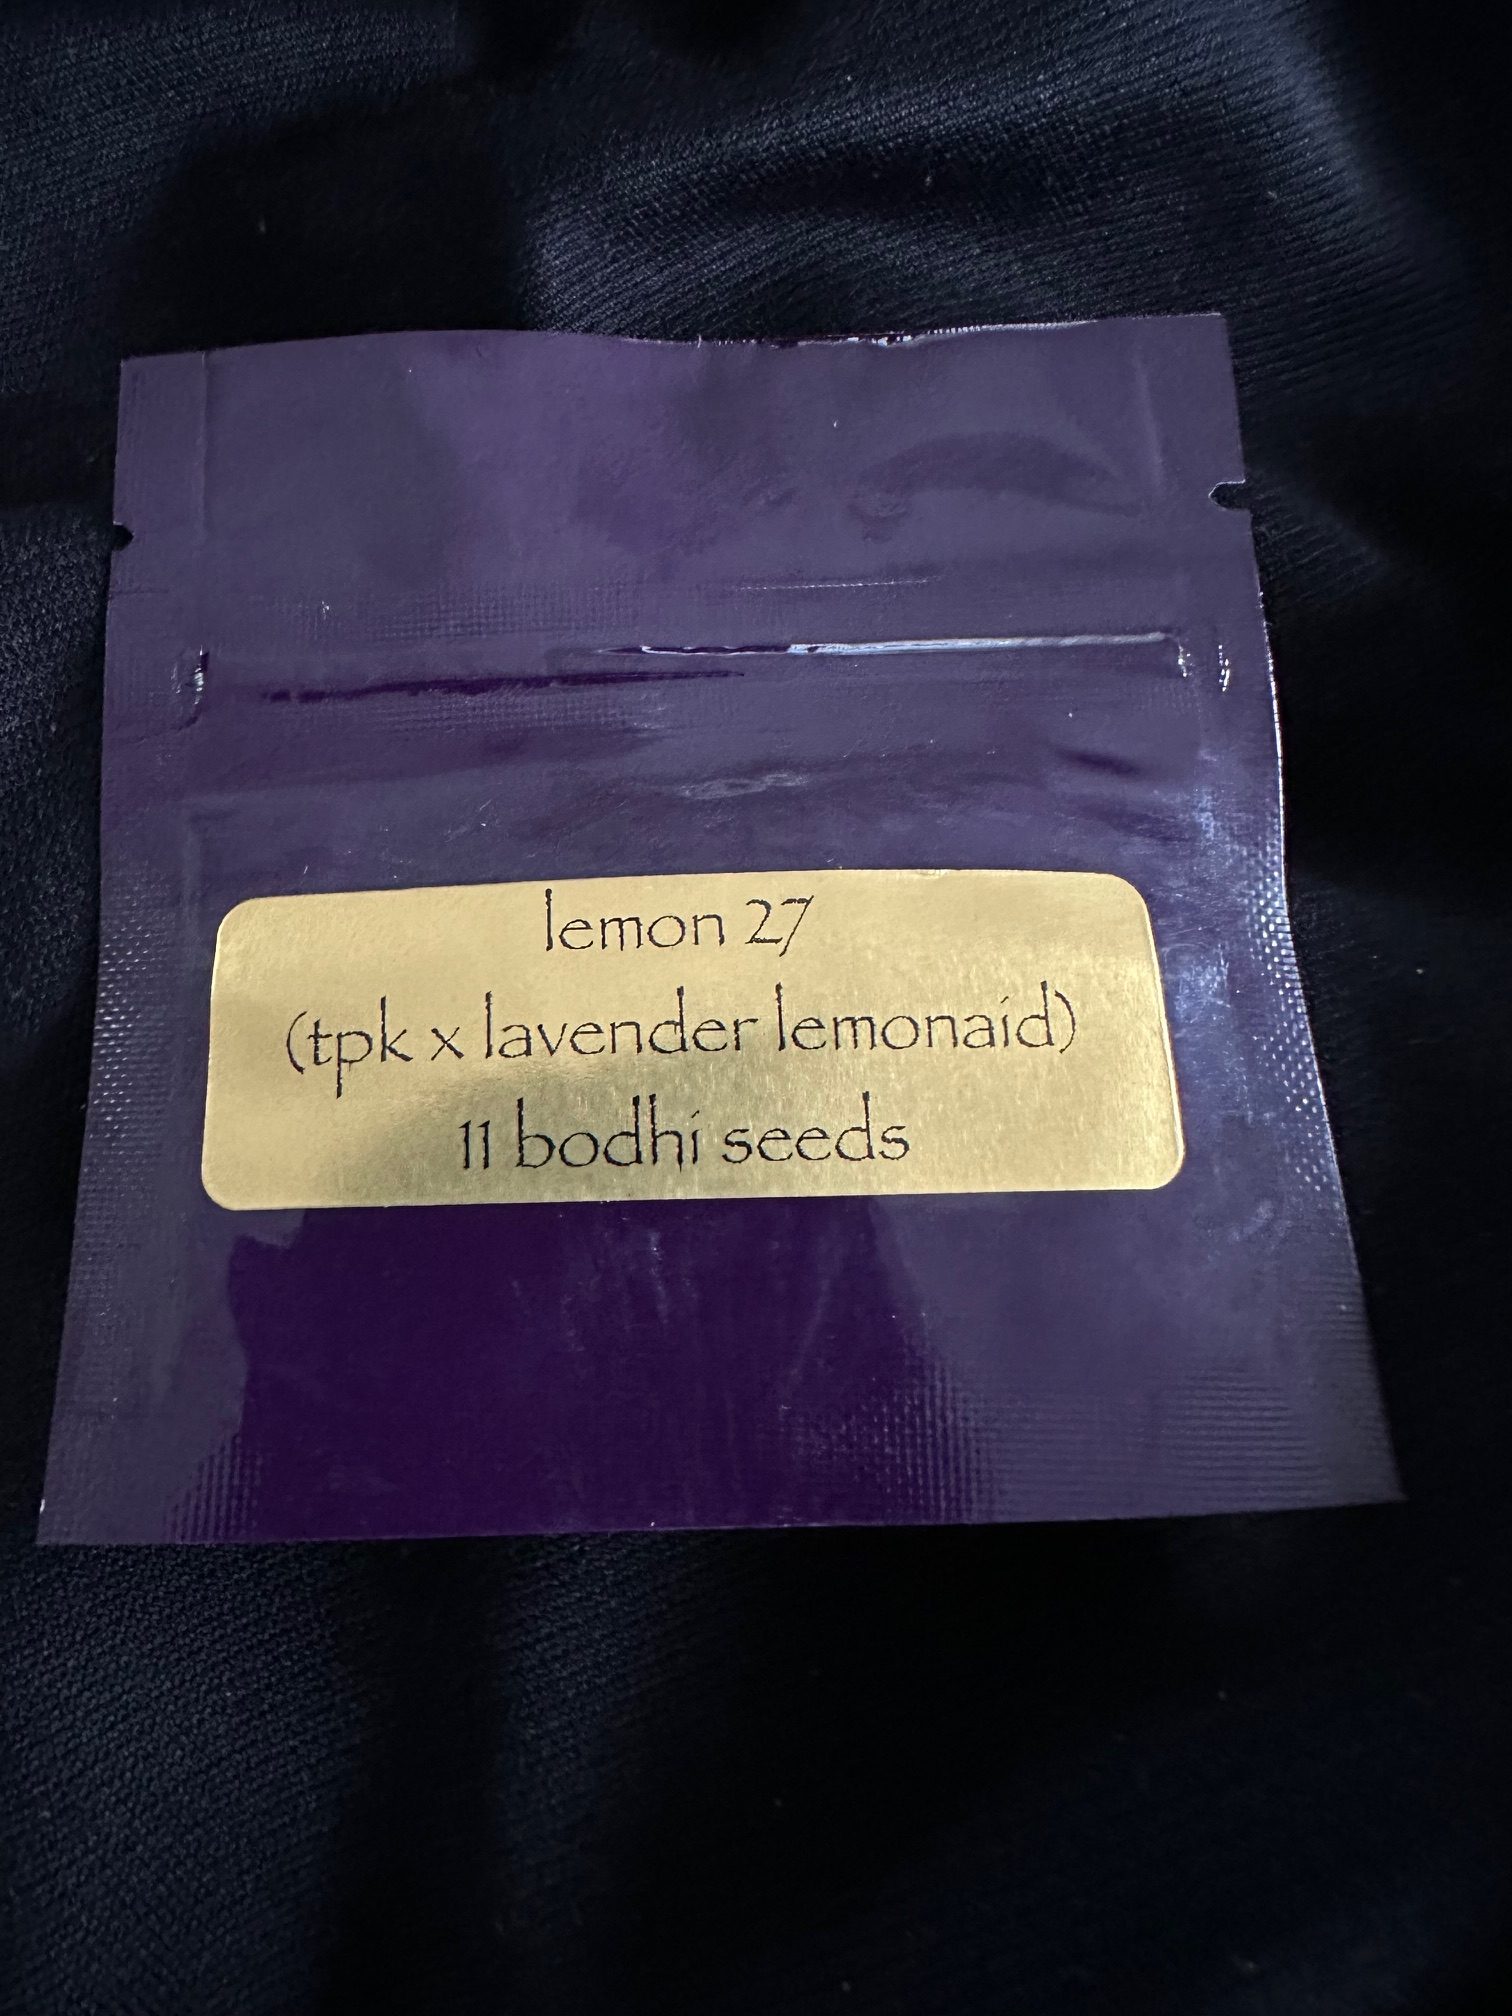 lemon 27
(tpk x lavender lemonaid)
11 bodhi seeds